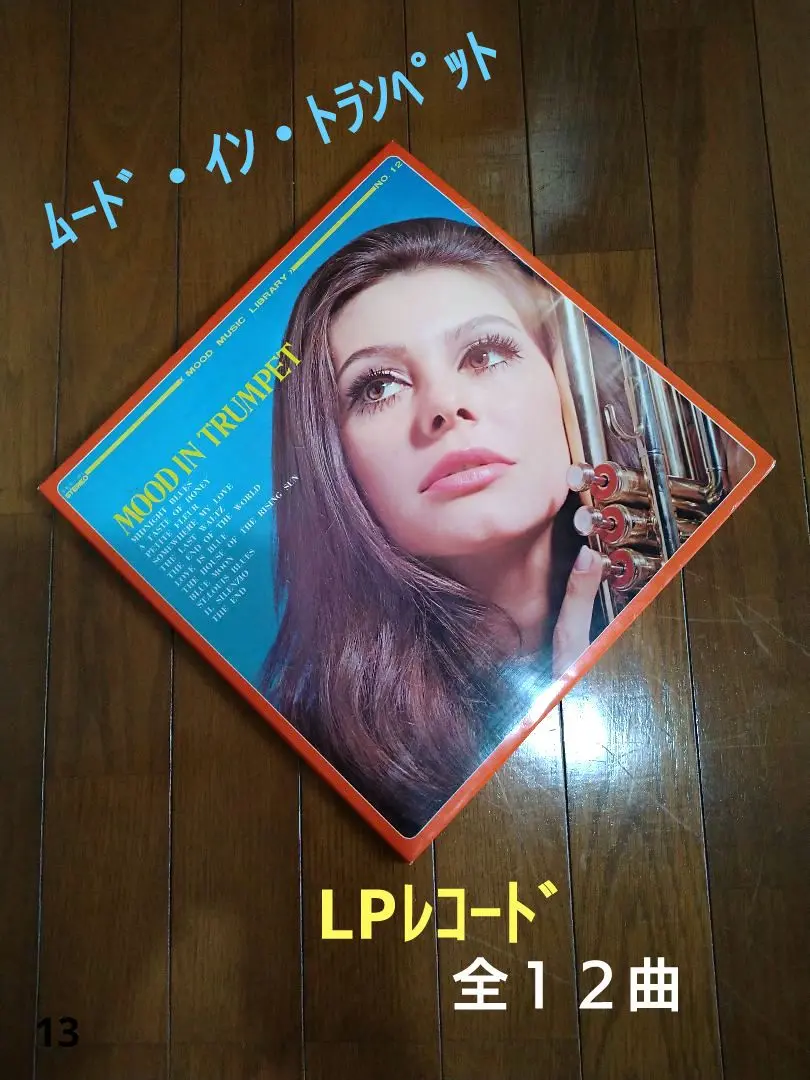 ﾑｰﾄﾞ・ｲﾝ・ﾄﾗﾝﾍﾟｯﾄ
NO. 12
MOOD MUSIC LIBRARY
STEREO
MOOD IN TRUMPET
MIDNIGHT BLUES
A TASTE OF HONEY
PETITE FLEUR
SOMEWHERE MY LOVE
THE LAST WALTZ
THE END OF THE WORLD
LOVE IS BLUE
THE HOUSE OF THE RISING SUN
BLUE MOON
ST.LOUIS BLUES
IL SILENZIO
THE END
LPﾚｺｰﾄﾞ
全１２曲
13